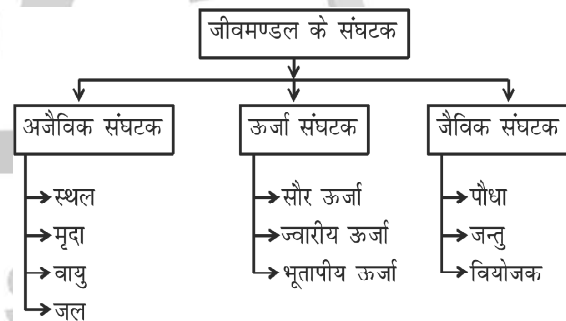 जीवमण्डल के संघटक
अजैविक संघटक
ऊर्जा संघटक
जैविक संघटक
स्थल
मृदा
वायु
जल
सौर ऊर्जा
ज्वारीय ऊर्जा
भूतापीय ऊर्जा
पौधा
जन्तु
वियोजक